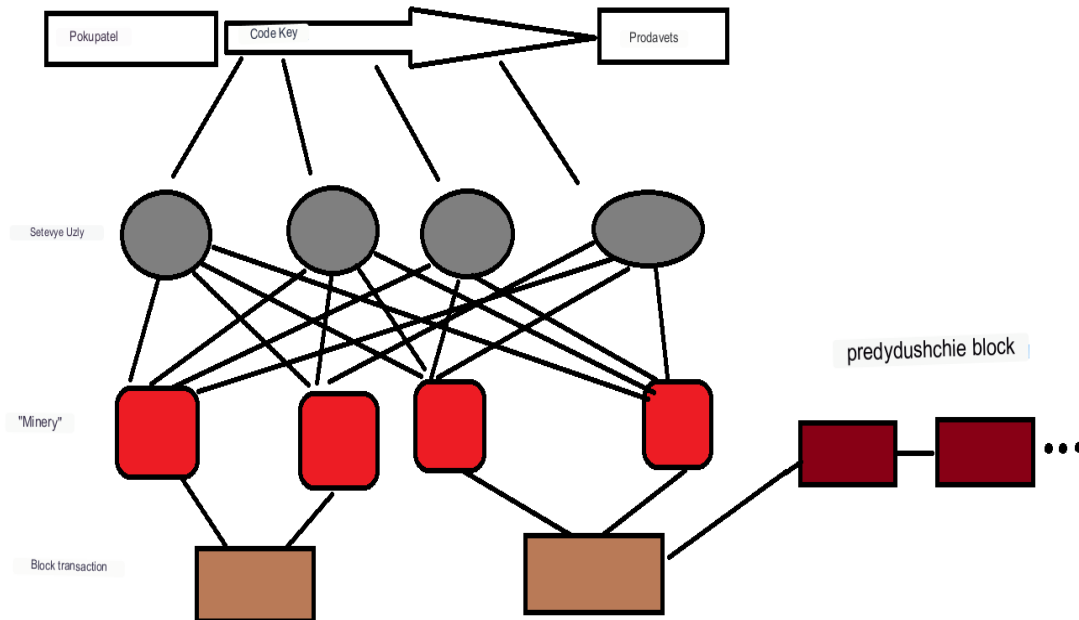 Pokupatel
Code Key
Prodavets
Setevye Uzly
predydushchie block
"Minery"
Block transaction